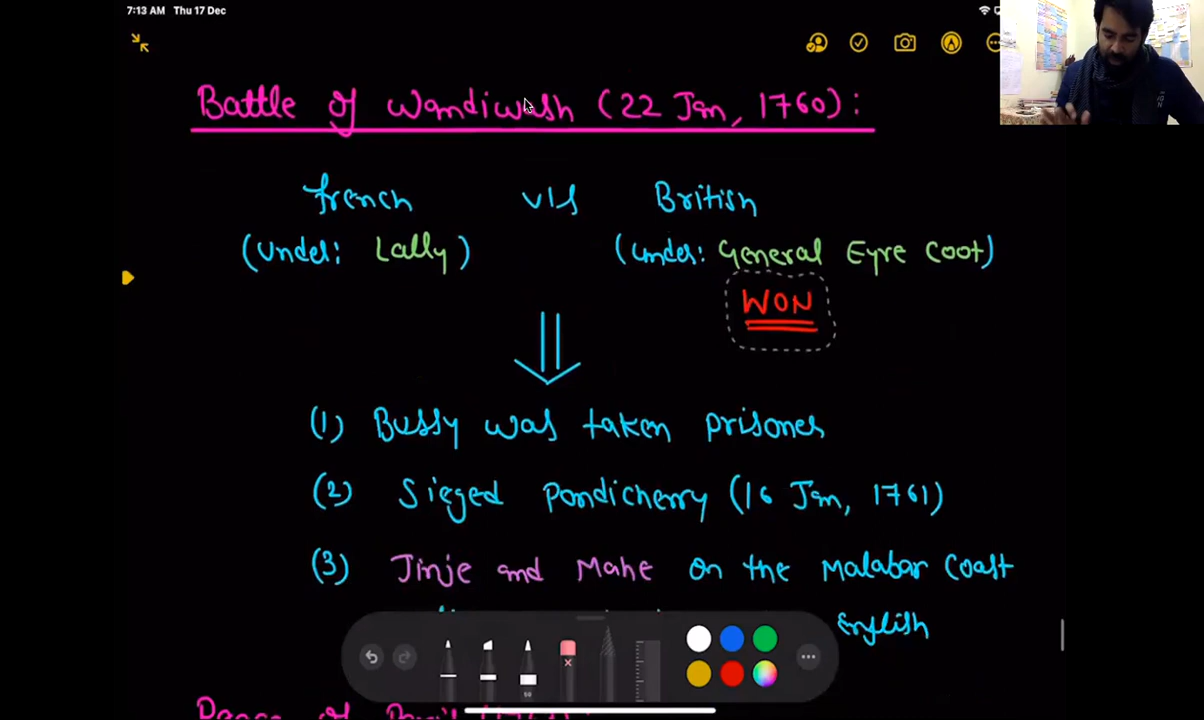 7:13 AM Thu 17 Dec
Battle of Wandiwash (22 Jan, 1760):
French v/s British
(Under: Lally) (Under: General Eyre Coot)
WON
(1) Bussy was taken prisoner
(2) Sieged Pondicherry (16 Jan, 1761)
(3) Jinje and Mahe on the Malabar Coast
English
50